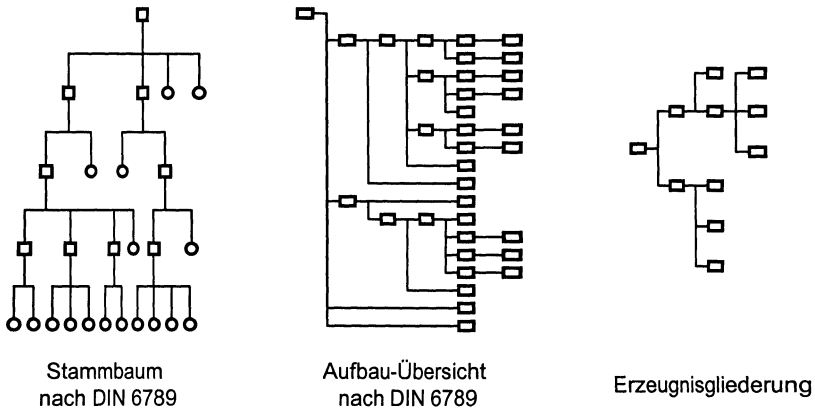 Stammbaum
nach DIN 6789
Aufbau-Übersicht
nach DIN 6789
Erzeugnisgliederung